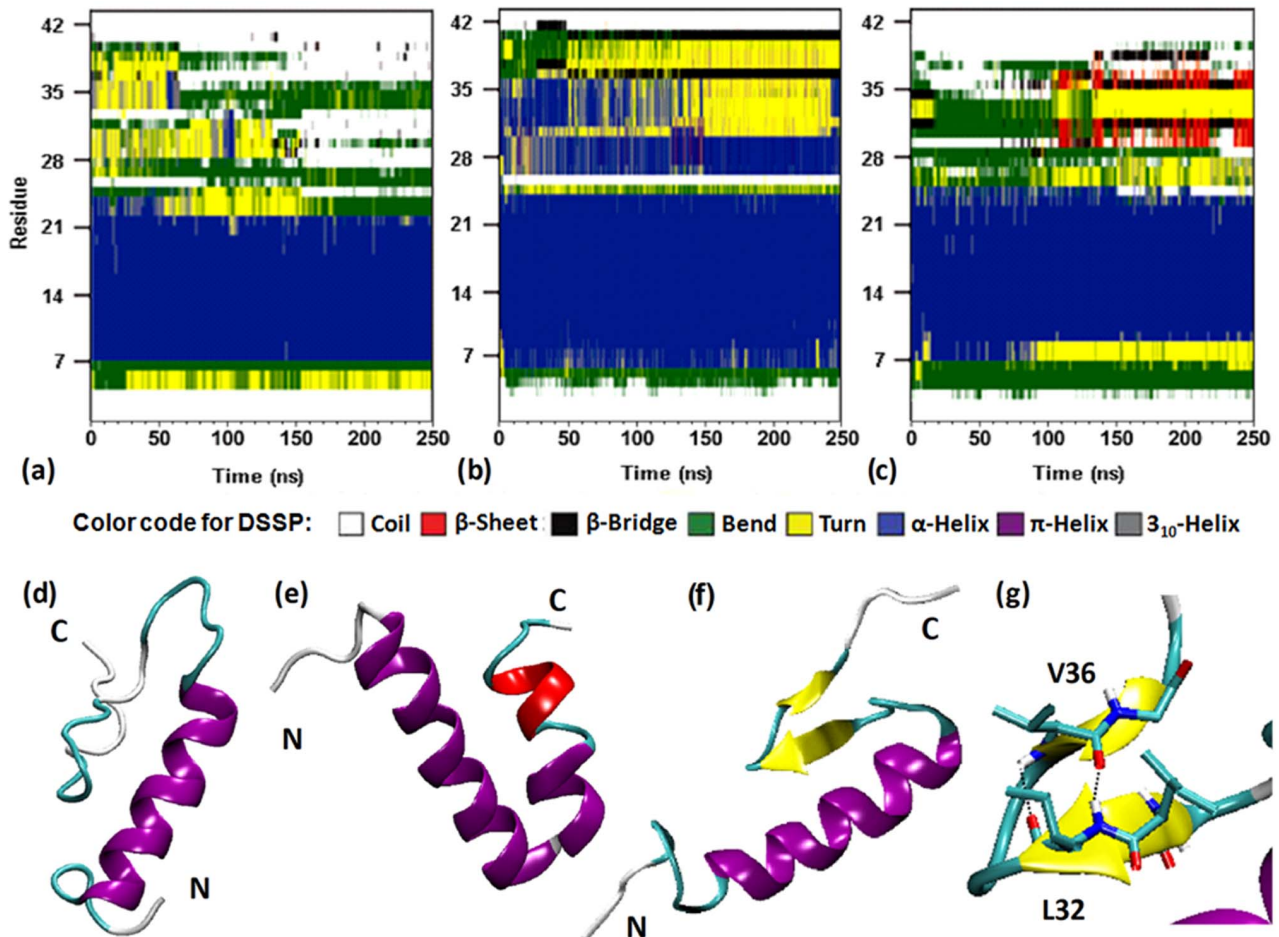 42 42 42
35 35 35
28 28 28
21 21 21
14 14 14
7 7 7
Residue
0 50 100 150 200 250 0 50 100 150 200 250 0 50 100 150 200 250
(a) Time (ns) (b) Time (ns) (c) Time (ns)
Color code for DSSP: Coil β-Sheet β-Bridge Bend Turn α-Helix π-Helix 3₁₀-Helix
(d) (e) (f) (g)
C N
N C
C N
V36
L32